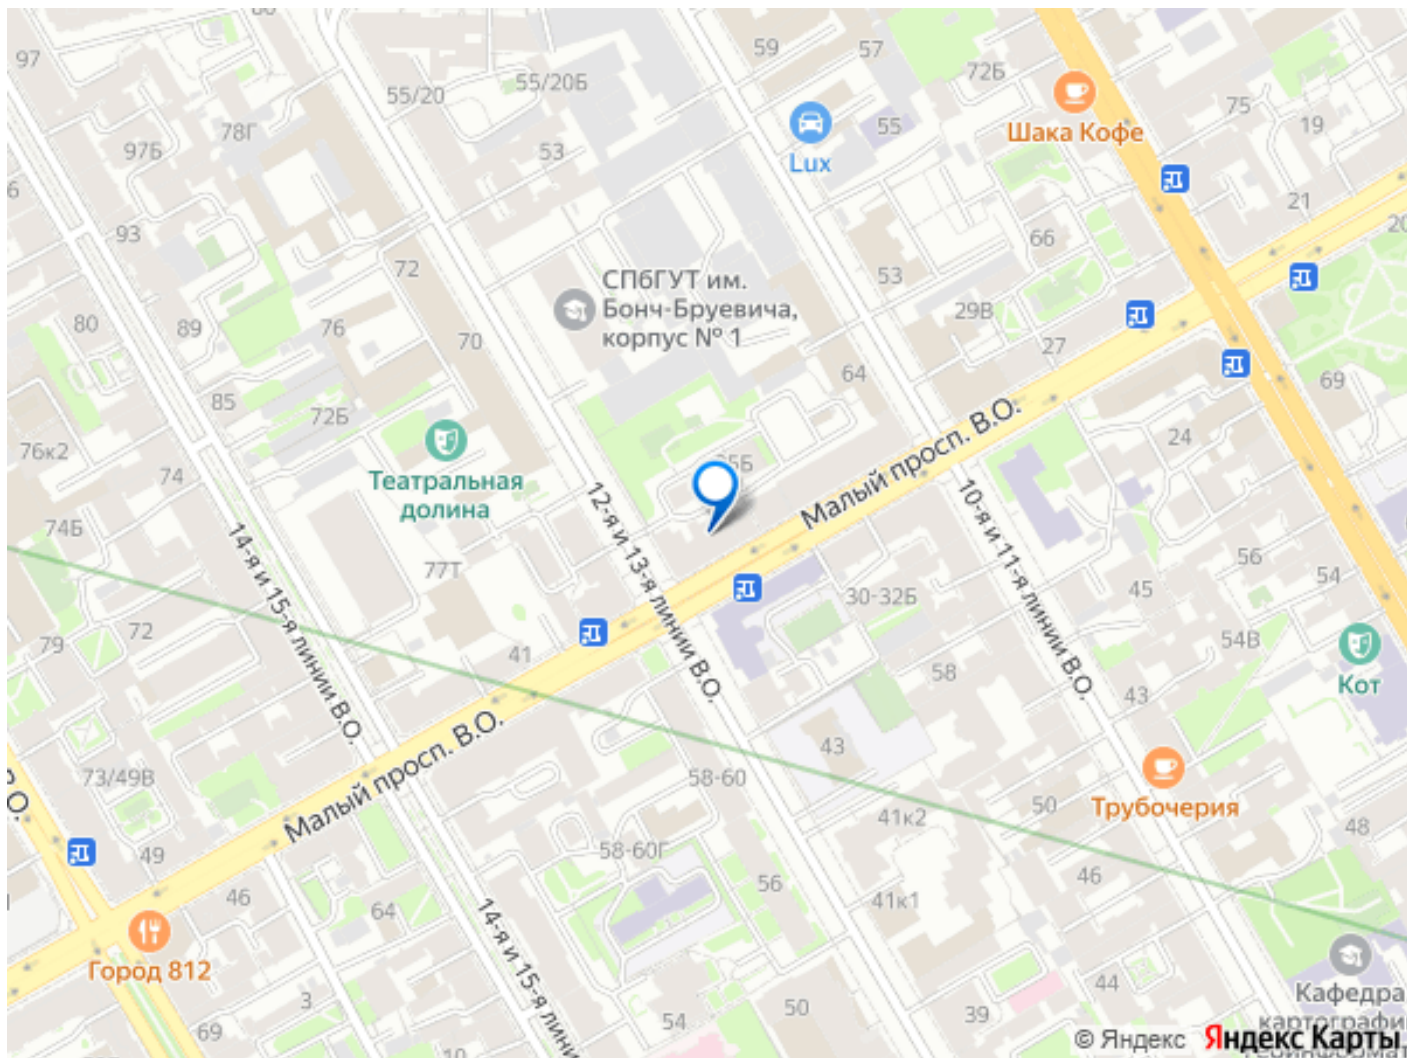 97
55/20
55/20Б
59
57
72Б
75
19
78Г
97Б
53
Lux
55
Шака Кофе
93
72
66
21
20
80
89
76
70
СПбГУТ им.
Бонч-Бруевича,
корпус № 1
53
29В
27
64
69
85
72Б
76к2
74
Театральная
долина
24
Малый просп. В.О.
74Б
14-я и 15-я линии В.О.
12-я и 13-я линии В.О.
10-я и 11-я линии В.О.
77Т
30-32Б
45
56
54
79
72
41
58
54В
43
Кот
Малый просп. В.О.
43
73/49В
58-60
Трубочерия
50
41к2
48
49
46
64
58-60Г
56
41к1
46
14-я и 15-я лини
Город 812
3
69
54
50
39
44
10
Кафедра
картографи
© Яндекс Яндекс Карты